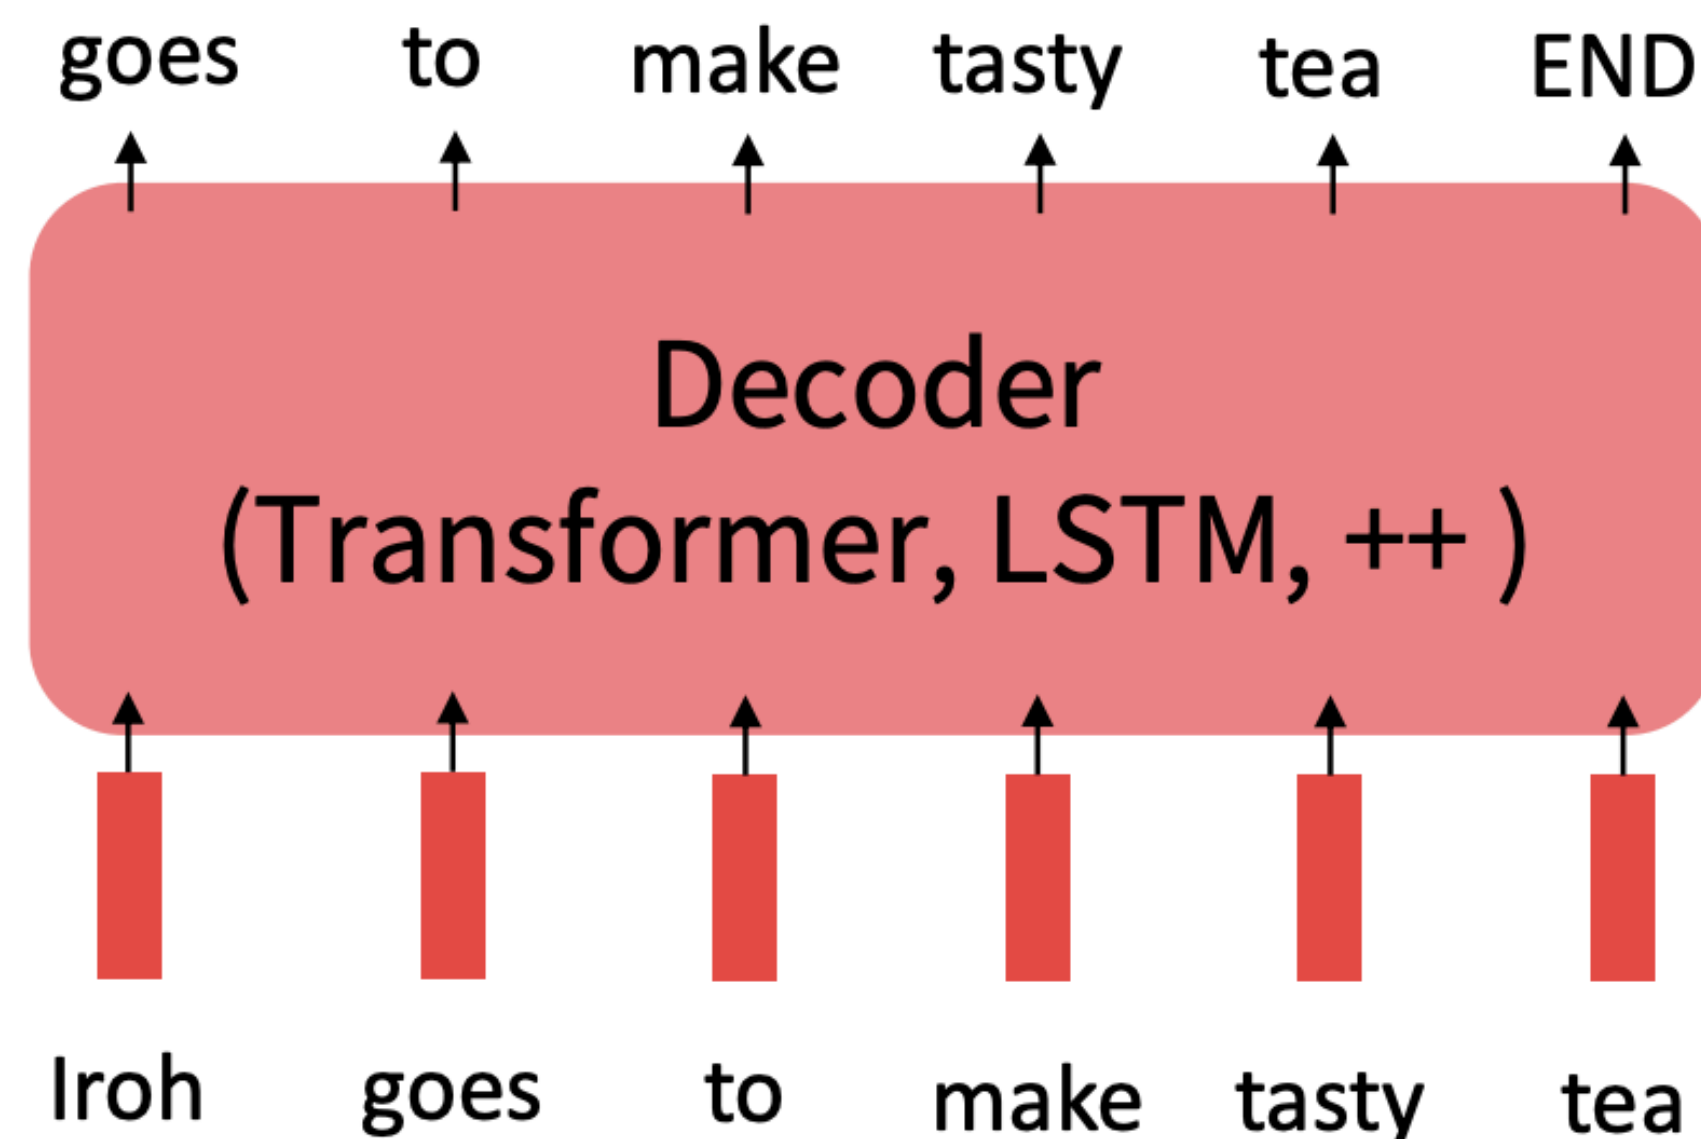 goes to make tasty tea END
Decoder
(Transformer, LSTM, ++ )
Iroh goes to make tasty tea